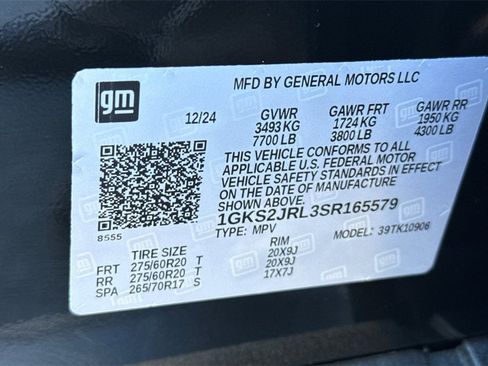 gm
MFD BY GENERAL MOTORS LLC
12/24 GVWR GAWR FRT GAWR RR
3493 KG 1724 KG 1950 KG
7700 LB 3800 LB 4300 LB
THIS VEHICLE CONFORMS TO ALL
APPLICABLE U.S. FEDERAL MOTOR
VEHICLE SAFETY STANDARDS IN EFFECT
ON THE DATE OF MANUFACTURE
SHOWN ABOVE.
1GKS2JRL3SR165579
TYPE: MPV MODEL: 39TK10906
8555
TIRE SIZE RIM
FRT 275/60R20 T 20X9J
RR 275/60R20 T 20X9J
SPA 265/70R17 S 17X7J